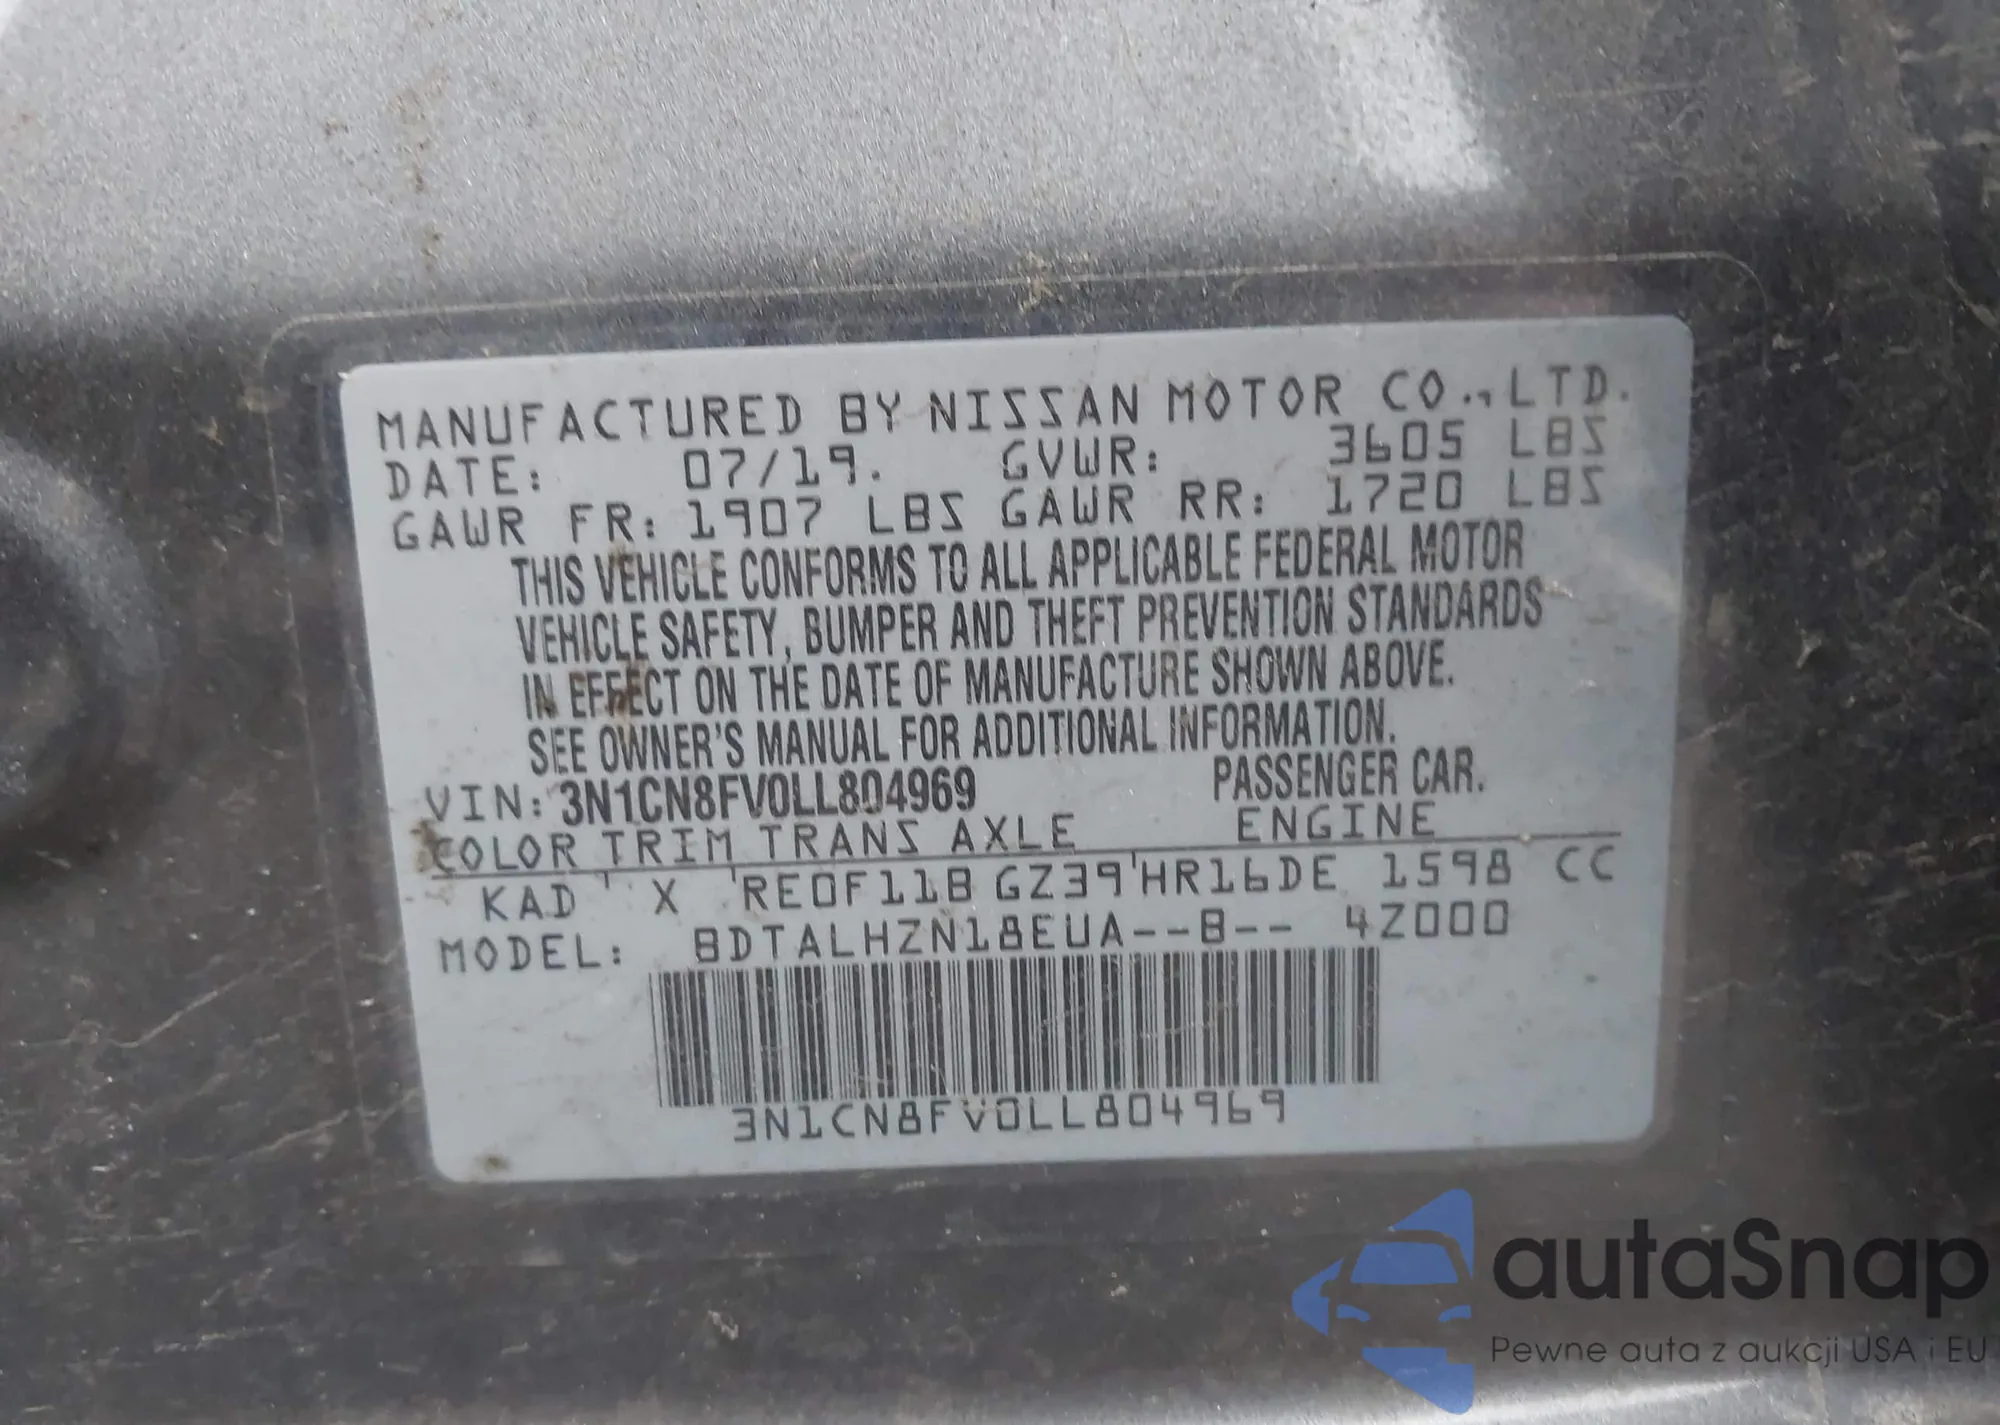 MANUFACTURED BY NISSAN MOTOR CO., LTD.
DATE: 07/19. GVWR: 3605 LBS
GAWR FR: 1907 LBS GAWR RR: 1720 LBS
THIS VEHICLE CONFORMS TO ALL APPLICABLE FEDERAL MOTOR
VEHICLE SAFETY, BUMPER AND THEFT PREVENTION STANDARDS
IN EFFECT ON THE DATE OF MANUFACTURE SHOWN ABOVE.
SEE OWNER'S MANUAL FOR ADDITIONAL INFORMATION.
VIN: 3N1CN8FV0LL804969 PASSENGER CAR.
COLOR TRIM TRANS AXLE ENGINE
KAD X RE0F11B GZ39 HR16DE 1598 CC
MODEL: BDTALHZN18EUA--B-- 4Z000
3N1CN8FV0LL804969
autaSnap
Pewne auta z aukcji USA i EU